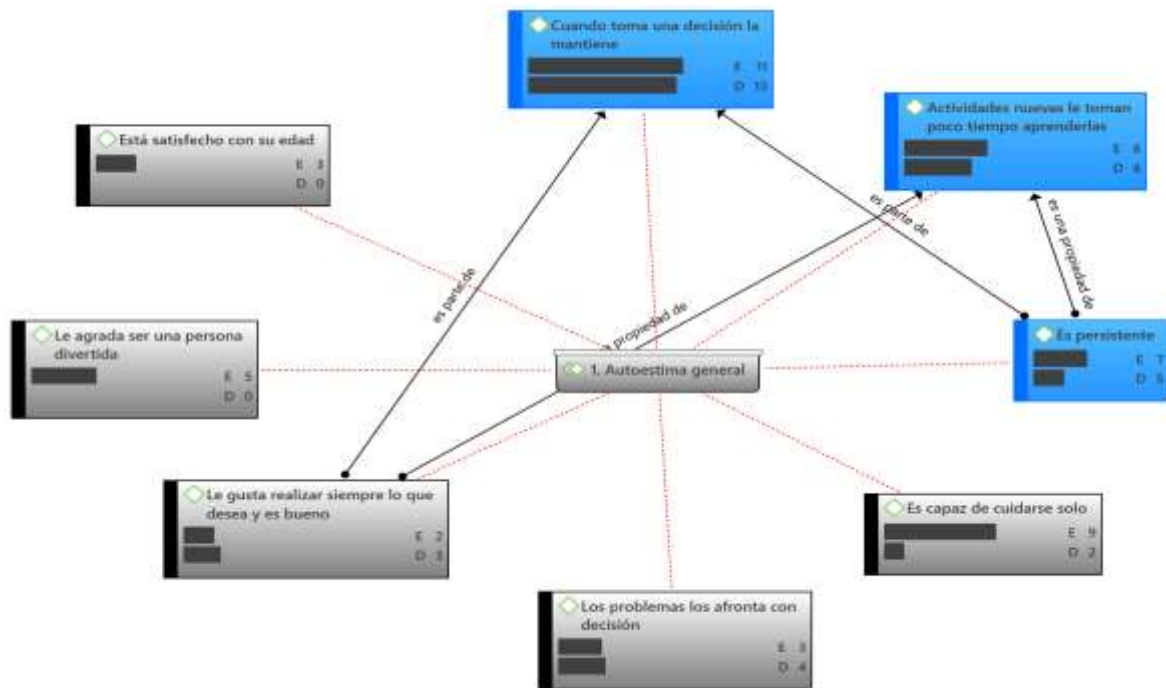 Cuando toma una decisión la
mantiene
E 11
D 13
Actividades nuevas le toman
poco tiempo aprenderlas
E 8
D 6
Está satisfecho con su edad
E 3
D 0
es parte de
es parte de
es una propiedad de
propiedad de
Le agrada ser una persona
divertida
E 5
D 0
1. Autoestima general
Es persistente
E 7
D 5
Le gusta realizar siempre lo que
desea y es bueno
E 2
D 3
Es capaz de cuidarse solo
E 9
D 2
Los problemas los afronta con
decisión
E 3
D 4